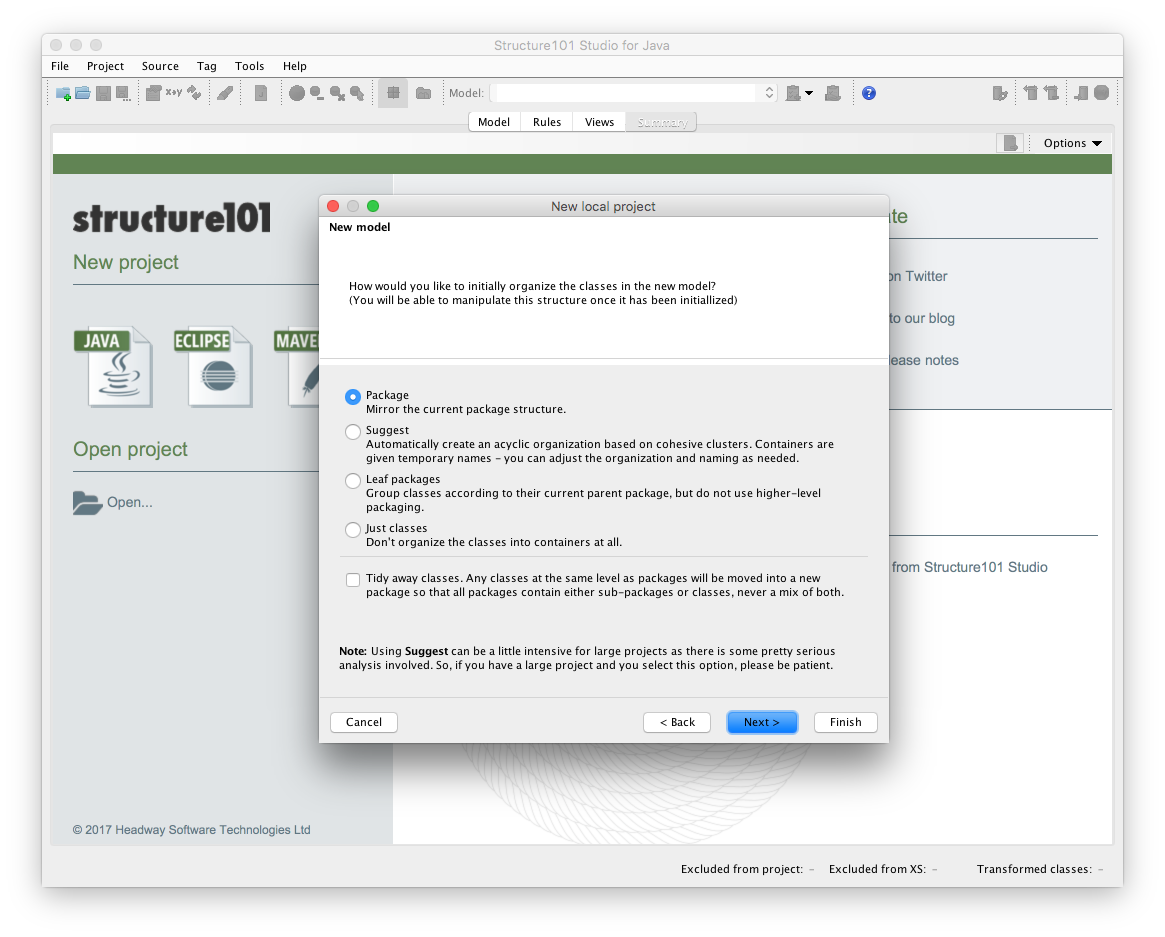 Structure101 Studio for Java
File Project Source Tag Tools Help
x+y
Model:
?
Model Rules Views Summary
Options
structure101
New project
JAVA ECLIPSE MAVE
Open project
Open...
© 2017 Headway Software Technologies Ltd
te
on Twitter
to our blog
ease notes
from Structure101 Studio
New local project
New model
How would you like to initially organize the classes in the new model?
(You will be able to manipulate this structure once it has been initiallized)
Package
Mirror the current package structure.
Suggest
Automatically create an acyclic organization based on cohesive clusters. Containers are
given temporary names - you can adjust the organization and naming as needed.
Leaf packages
Group classes according to their current parent package, but do not use higher-level
packaging.
Just classes
Don't organize the classes into containers at all.
Tidy away classes. Any classes at the same level as packages will be moved into a new
package so that all packages contain either sub-packages or classes, never a mix of both.
Note: Using Suggest can be a little intensive for large projects as there is some pretty serious
analysis involved. So, if you have a large project and you select this option, please be patient.
Cancel < Back Next > Finish
Excluded from project: - Excluded from XS: - Transformed classes: -